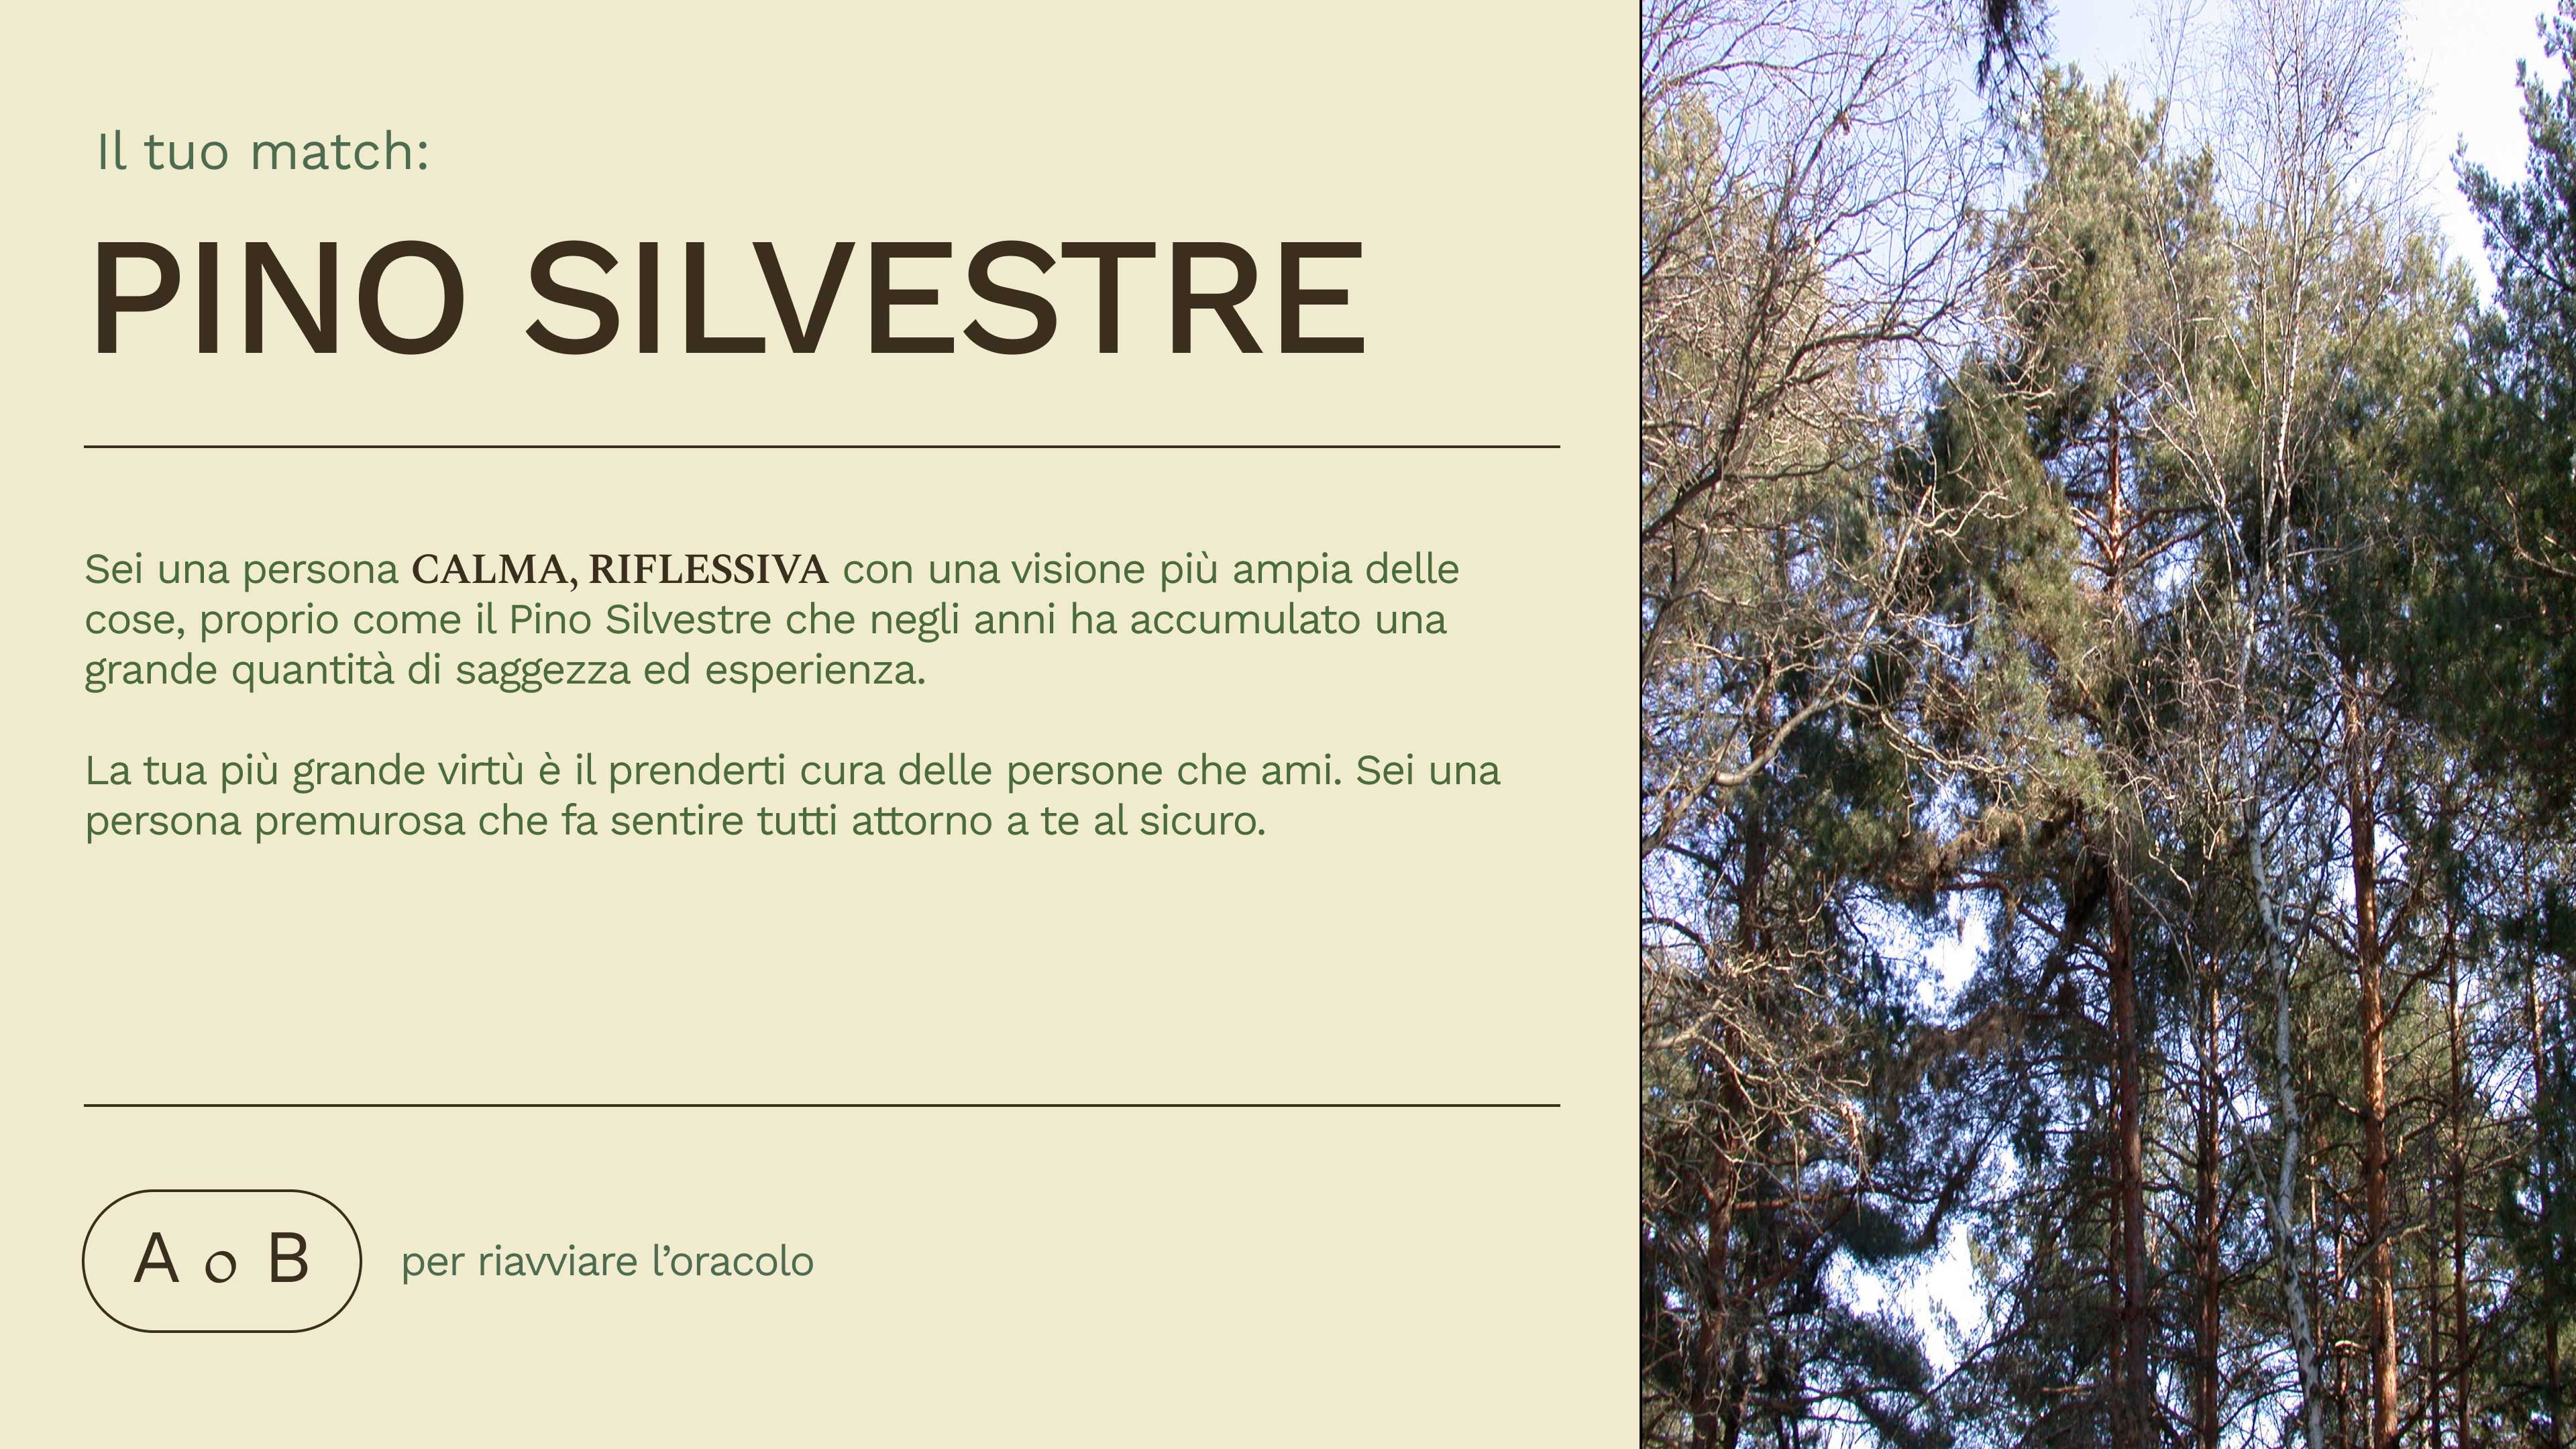 Il tuo match:
PINO SILVESTRE
Sei una persona CALMA, RIFLESSIVA con una visione più ampia delle
cose, proprio come il Pino Silvestre che negli anni ha accumulato una
grande quantità di saggezza ed esperienza.
La tua più grande virtù è il prenderti cura delle persone che ami. Sei una
persona premurosa che fa sentire tutti attorno a te al sicuro.
A o B per riavviare l’oracolo